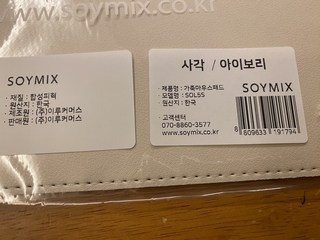 www.soymix.co.kr
SOYMIX
· 재질 : 합성피혁
· 원산지 : 한국
· 제조원 : (주)이루커머스
· 판매원 : (주)이루커머스
사각 / 아이보리
· 제품명 : 가죽마우스패드
· 모델명 : SOLSS
· 원산지 : 한국
· 고객센터
070-8860-3577
www.soymix.co.kr
SOYMIX
8 809633 191794